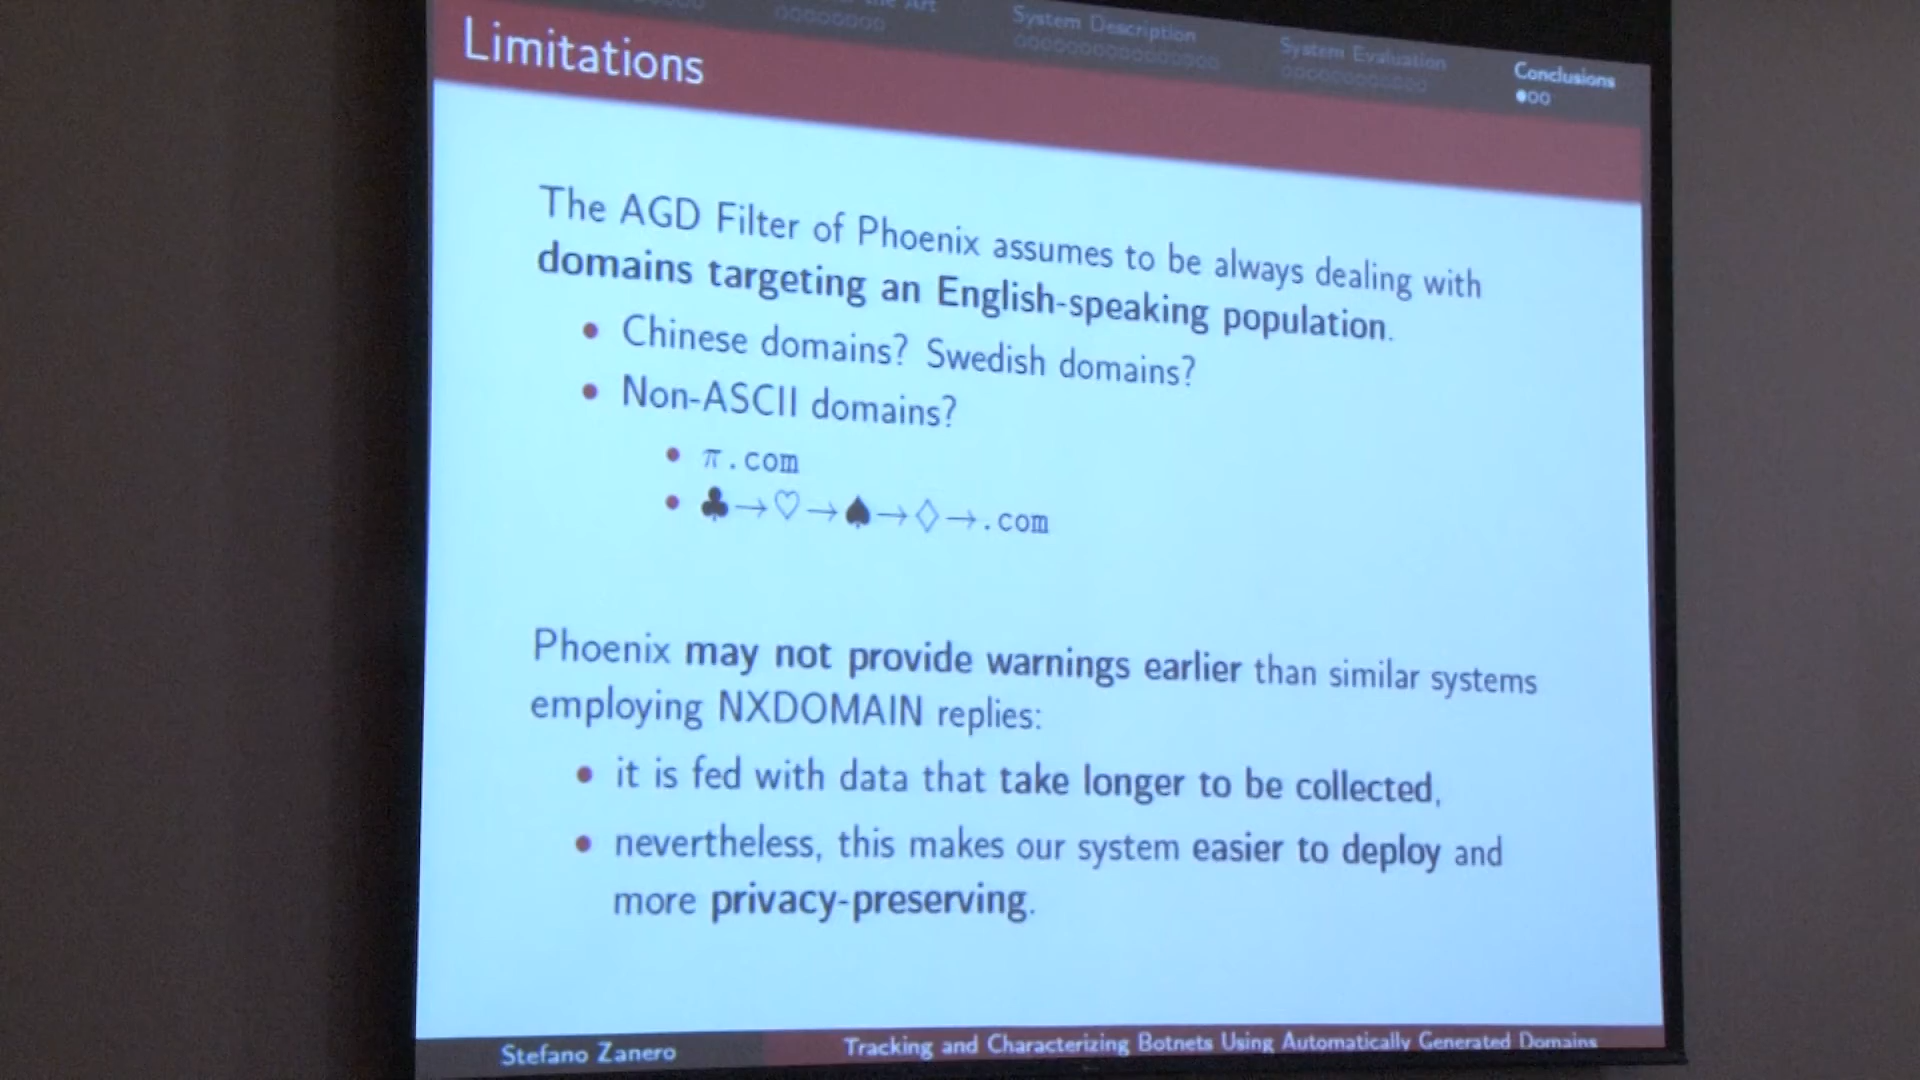 the Art
System Description
System Evaluation
Conclusions
Limitations
The AGD Filter of Phoenix assumes to be always dealing with
domains targeting an English-speaking population.
• Chinese domains? Swedish domains?
• Non-ASCII domains?
• π.com
• ♣→♡→♠→♢→.com
Phoenix may not provide warnings earlier than similar systems
employing NXDOMAIN replies:
• it is fed with data that take longer to be collected,
• nevertheless, this makes our system easier to deploy and
more privacy-preserving.
Stefano Zanero
Tracking and Characterizing Botnets Using Automatically Generated Domains